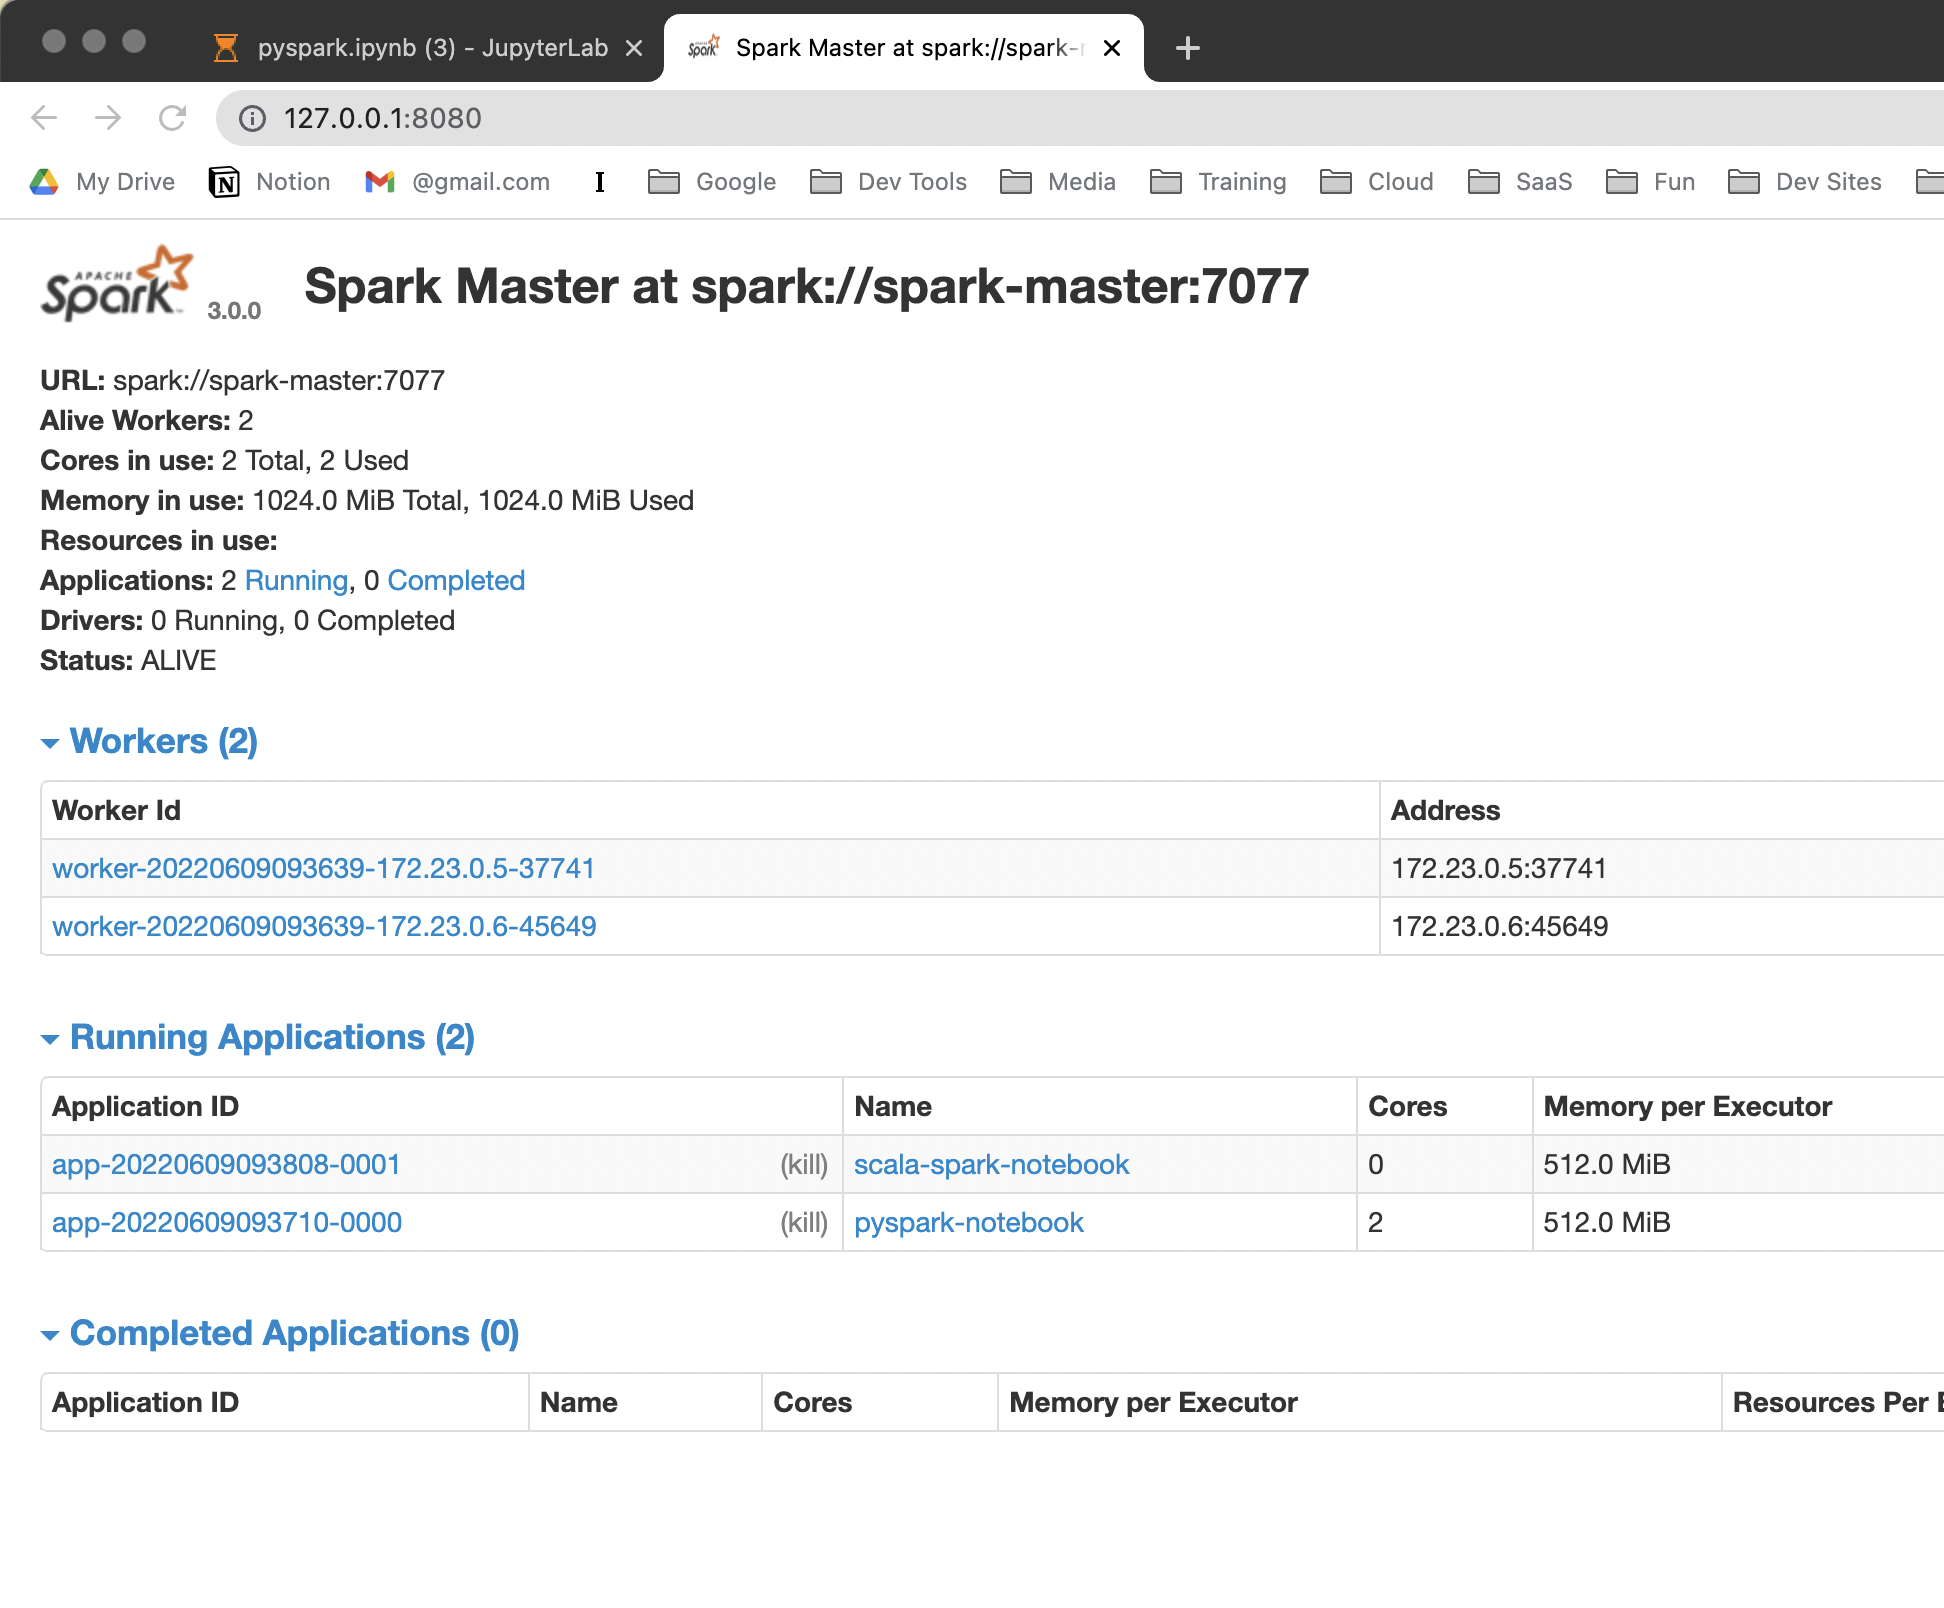 pyspark.ipynb (3) - JupyterLab
Spark Master at spark://spark-
127.0.0.1:8080
My Drive Notion @gmail.com Google Dev Tools Media Training Cloud SaaS Fun Dev Sites
APACHE Spark 3.0.0 Spark Master at spark://spark-master:7077
URL: spark://spark-master:7077
Alive Workers: 2
Cores in use: 2 Total, 2 Used
Memory in use: 1024.0 MiB Total, 1024.0 MiB Used
Resources in use:
Applications: 2 Running, 0 Completed
Drivers: 0 Running, 0 Completed
Status: ALIVE
Workers (2)
Worker Id Address
worker-20220609093639-172.23.0.5-37741 172.23.0.5:37741
worker-20220609093639-172.23.0.6-45649 172.23.0.6:45649
Running Applications (2)
Application ID Name Cores Memory per Executor
app-20220609093808-0001 (kill) scala-spark-notebook 0 512.0 MiB
app-20220609093710-0000 (kill) pyspark-notebook 2 512.0 MiB
Completed Applications (0)
Application ID Name Cores Memory per Executor Resources Per